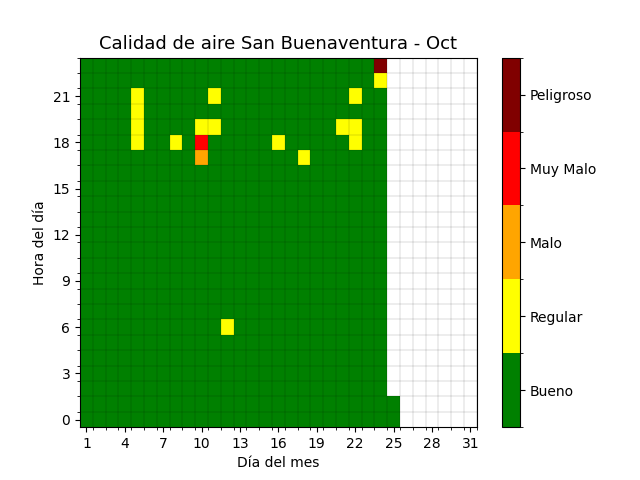 Calidad de aire San Buenaventura - Oct
Hora del día
21
18
15
12
9
6
3
0
1 4 7 10 13 16 19 22 25 28 31
Día del mes
Peligroso
Muy Malo
Malo
Regular
Bueno